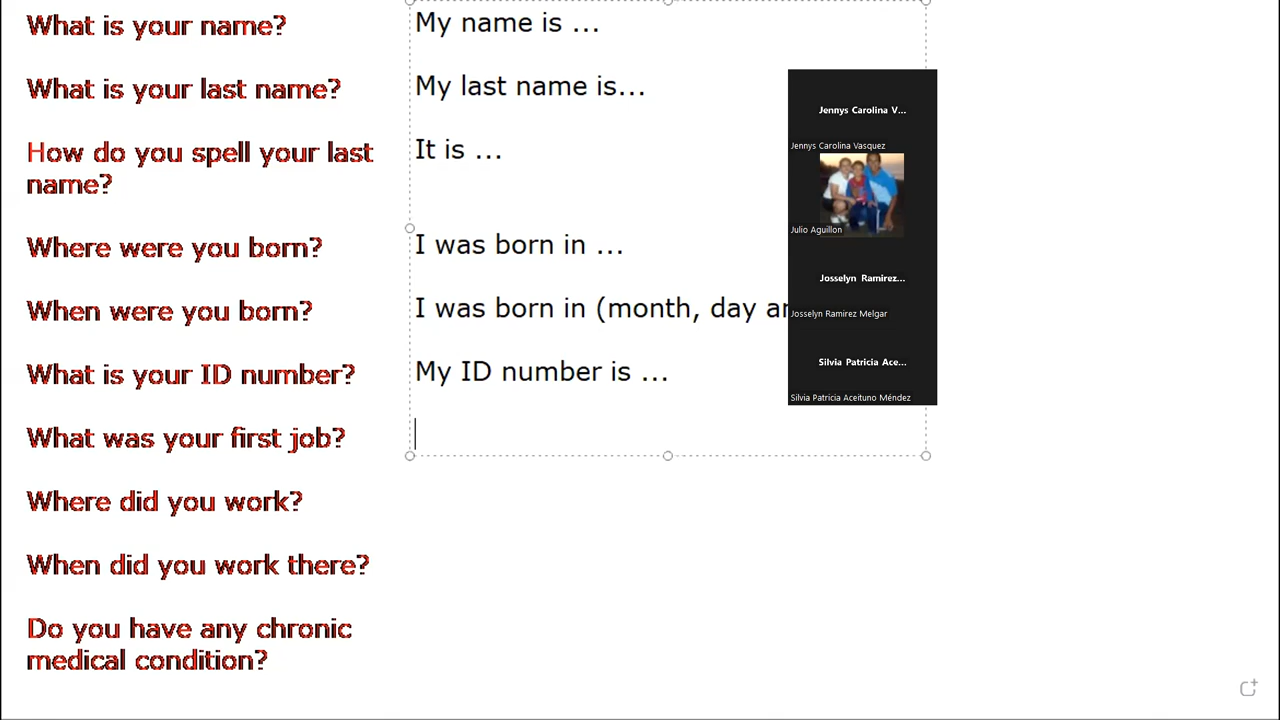 What is your name?
My name is ...
What is your last name?
My last name is...
How do you spell your last
name?
It is ...
Where were you born?
I was born in ...
When were you born?
I was born in (month, day
What is your ID number?
My ID number is ...
What was your first job?
Where did you work?
When did you work there?
Do you have any chronic
medical condition?
Jennys Carolina V...
Jennys Carolina Vasquez
Julio Aguillon
Josselyn Ramirez...
Josselyn Ramirez Melgar
Silvia Patricia Ace...
Silvia Patricia Aceituno Méndez